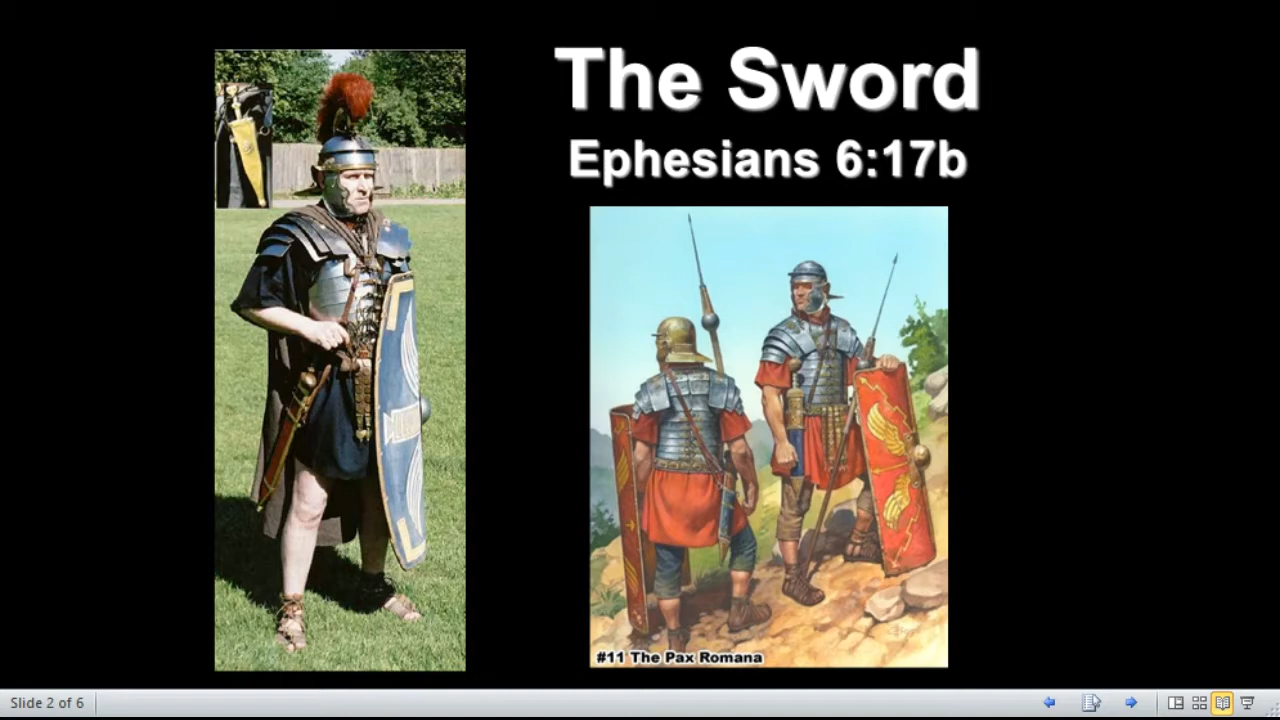 The Sword
Ephesians 6:17b
#11 The Pax Romana
Slide 2 of 6